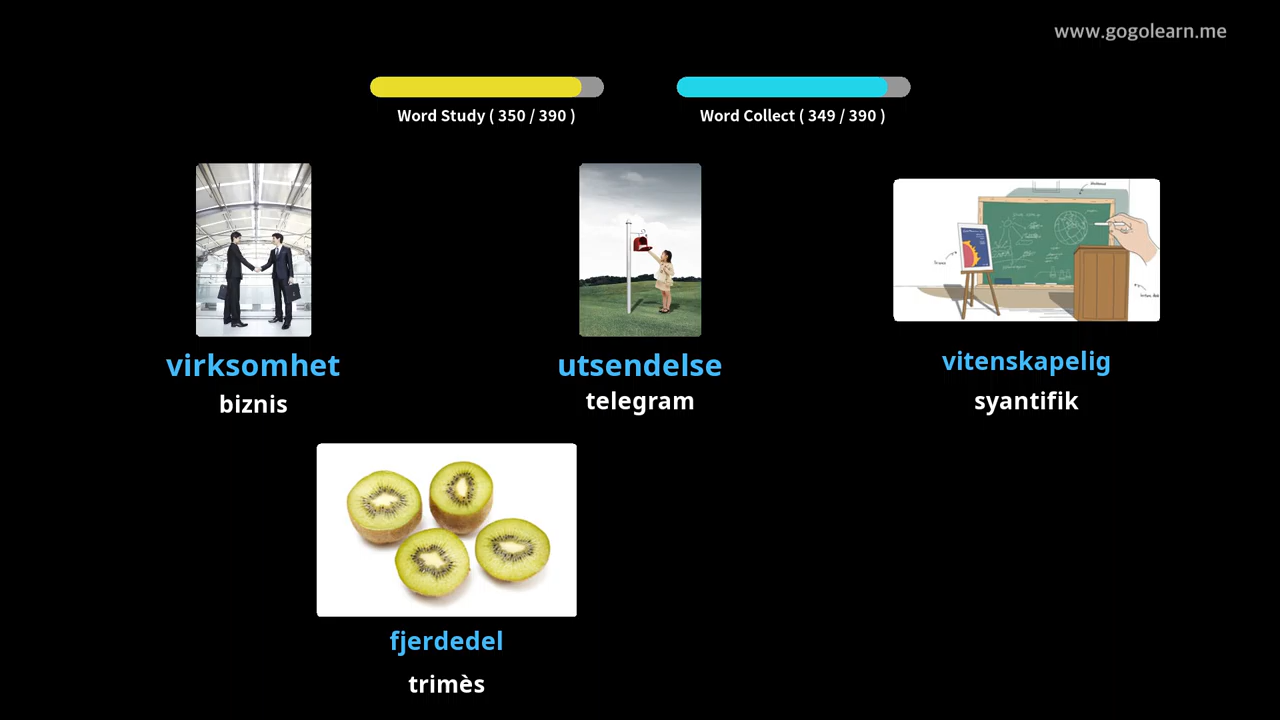 www.gogolearn.me
Word Study ( 350 / 390 )
Word Collect ( 349 / 390 )
virksomhet
biznis
utsendelse
telegram
vitenskapelig
syantifik
fjerdedel
trimès